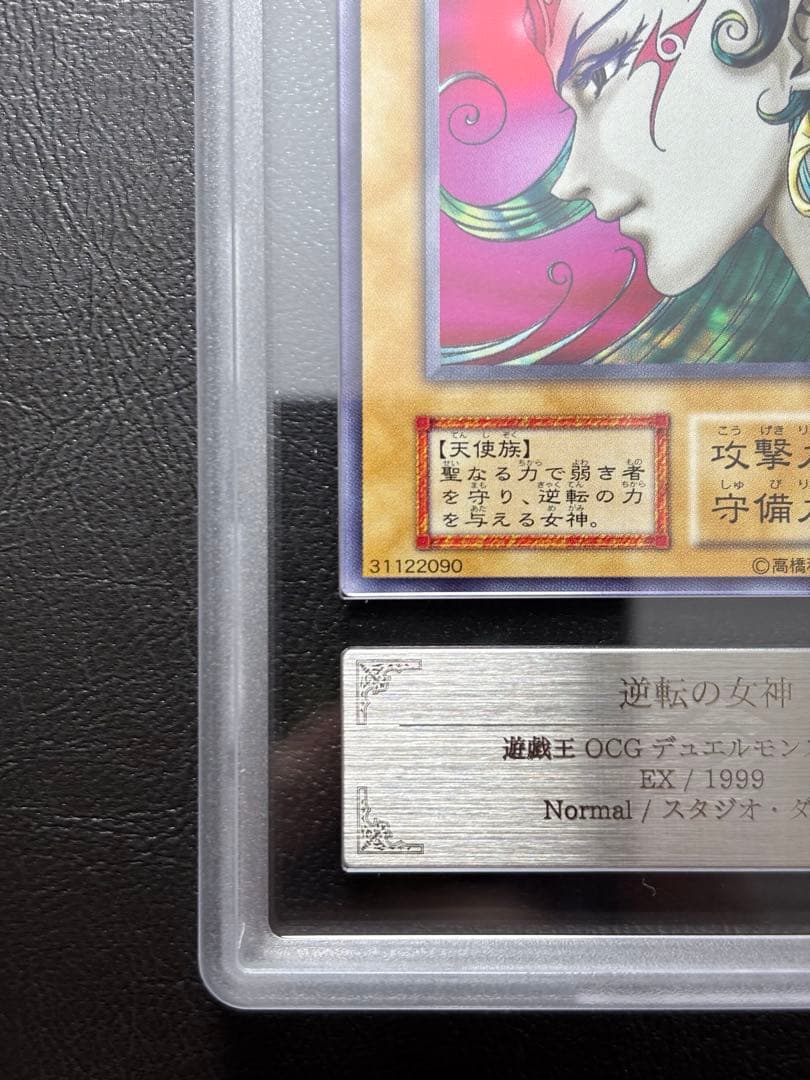 【天使族】
聖なる力で弱き者
を守り、逆転の力
を与える女神。
攻撃
守備
31122090
©高橋
逆転の女神
遊戯王 OCG デュエルモン
EX / 1999
Normal / スタジオ・